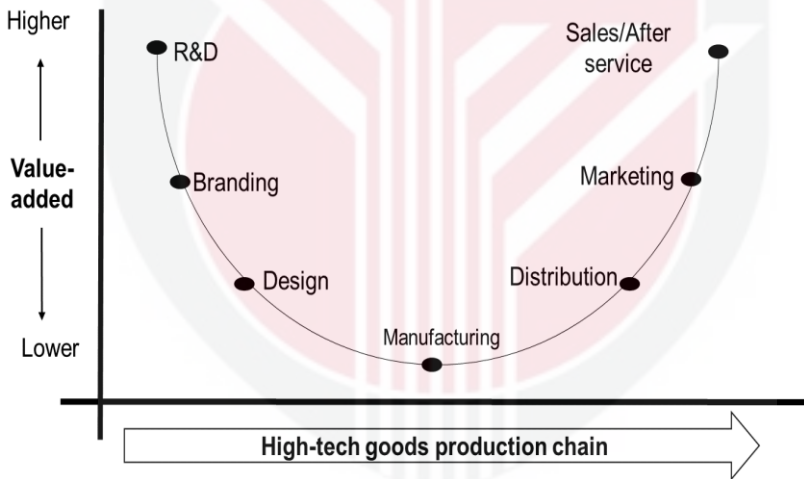 Higher
R&D
Sales/After
service
Value-
added
Branding
Marketing
Design
Distribution
Manufacturing
Lower
High-tech goods production chain